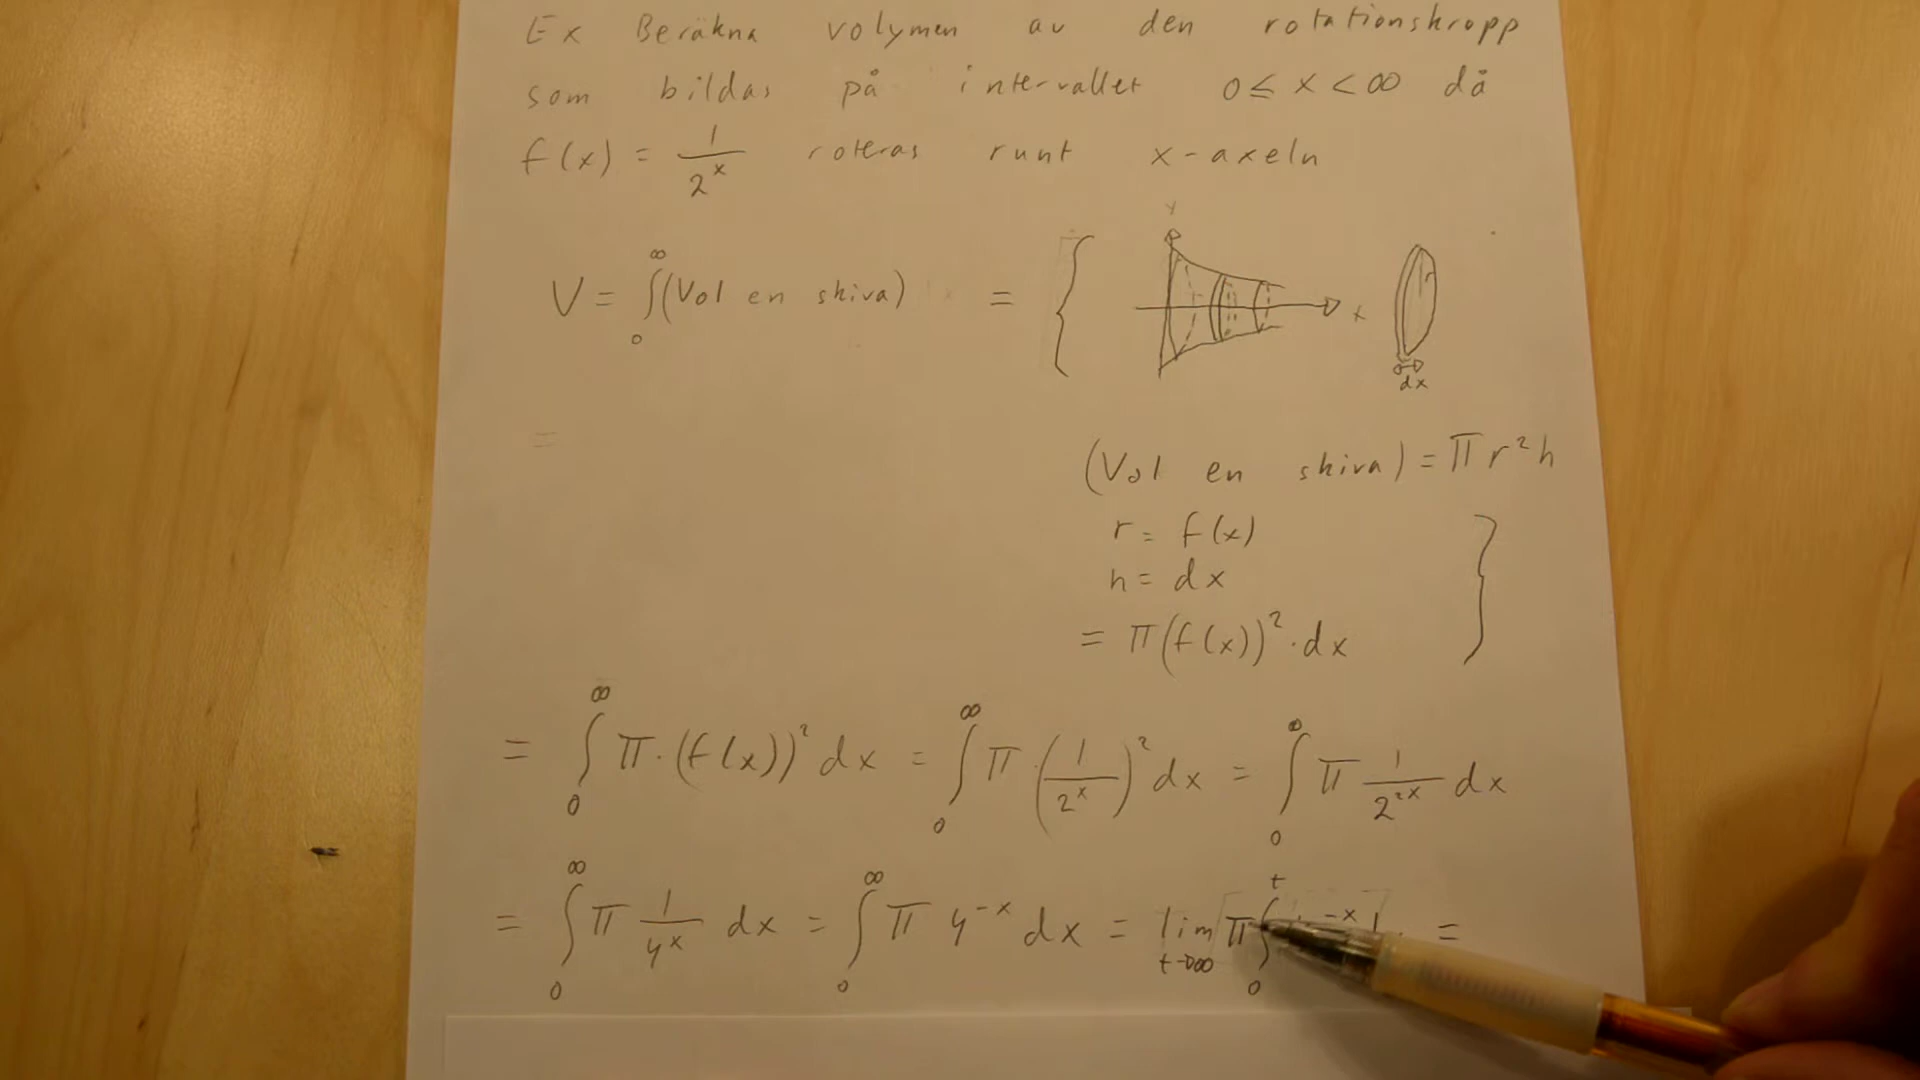 Ex Beräkna volymen av den rotationskropp
som bildas på intervallet 0 ≤ x < ∞ då
f(x) = 1/2^x roteras runt x-axeln
V = ∫_0^∞ (Vol en skiva) = {
y
x
r
dx
(Vol en skiva) = π r² h
r = f(x)
h = dx
= π(f(x))² · dx }
= ∫_0^∞ π · (f(x))² dx = ∫_0^∞ π · (1/2^x)² dx = ∫_0^∞ π 1/2^{2x} dx
= ∫_0^∞ π 1/4^x dx = ∫_0^∞ π 4^{-x} dx = lim_{t→∞} π ∫_0^t -x =